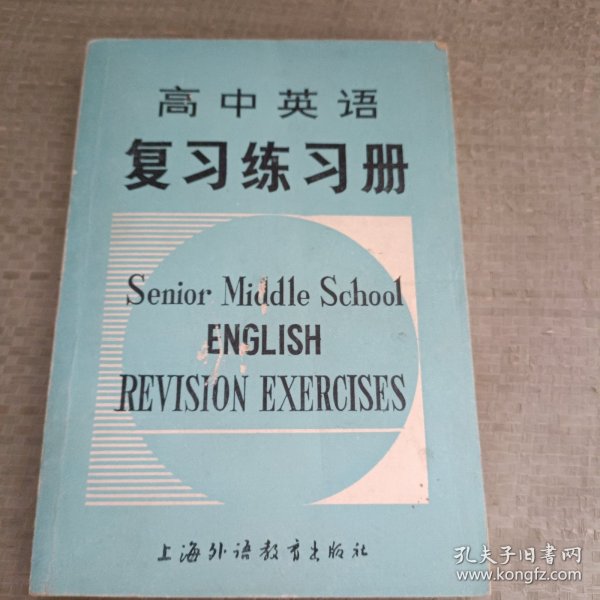 高中英语
复习练习册
Senior Middle School
ENGLISH
REVISION EXERCISES
上海外语教育出版社
孔夫子旧书网
www.kongfz.com